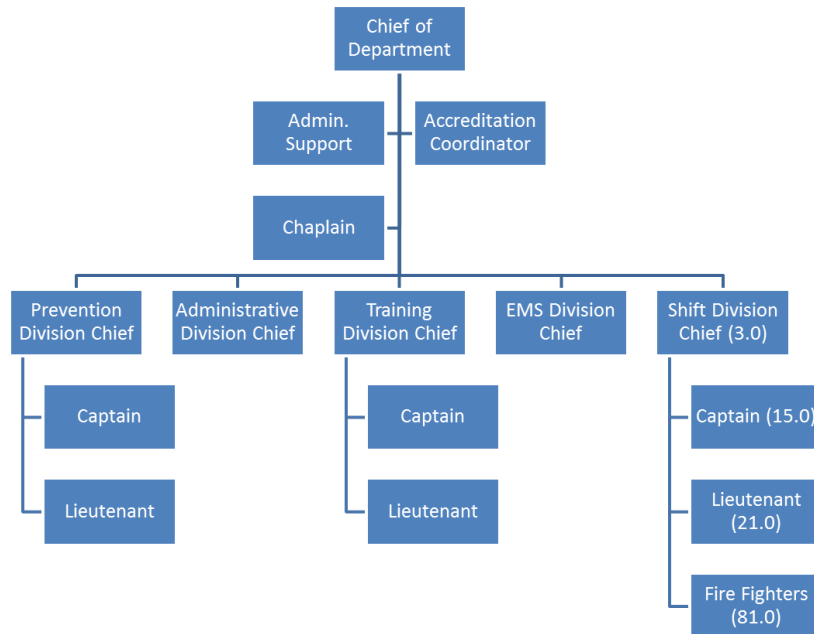 Chief of
Department
Admin.
Support
Accreditation
Coordinator
Chaplain
Prevention
Division Chief
Administrative
Division Chief
Training
Division Chief
EMS Division
Chief
Shift Division
Chief (3.0)
Captain
Captain
Captain (15.0)
Lieutenant
Lieutenant
Lieutenant
(21.0)
Fire Fighters
(81.0)